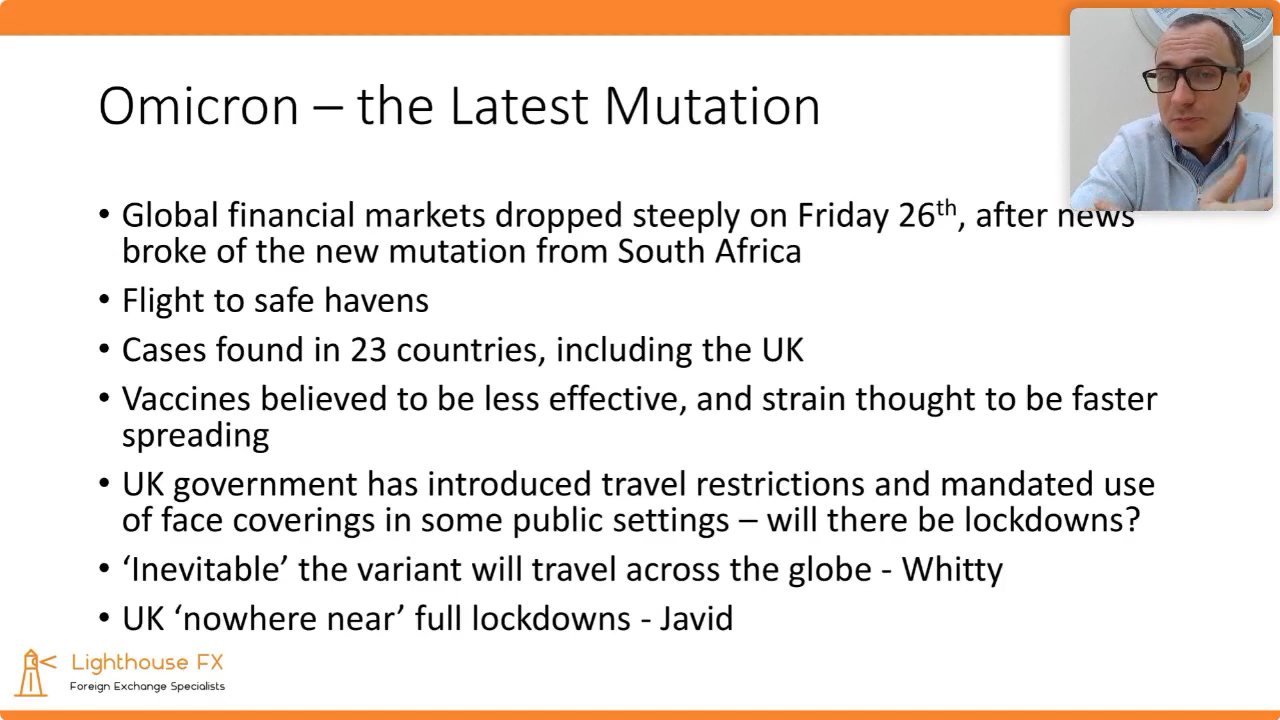 Omicron – the Latest Mutation
• Global financial markets dropped steeply on Friday 26th, after news
broke of the new mutation from South Africa
• Flight to safe havens
• Cases found in 23 countries, including the UK
• Vaccines believed to be less effective, and strain thought to be faster
spreading
• UK government has introduced travel restrictions and mandated use
of face coverings in some public settings – will there be lockdowns?
• ‘Inevitable’ the variant will travel across the globe - Whitty
• UK ‘nowhere near’ full lockdowns - Javid
Lighthouse FX
Foreign Exchange Specialists